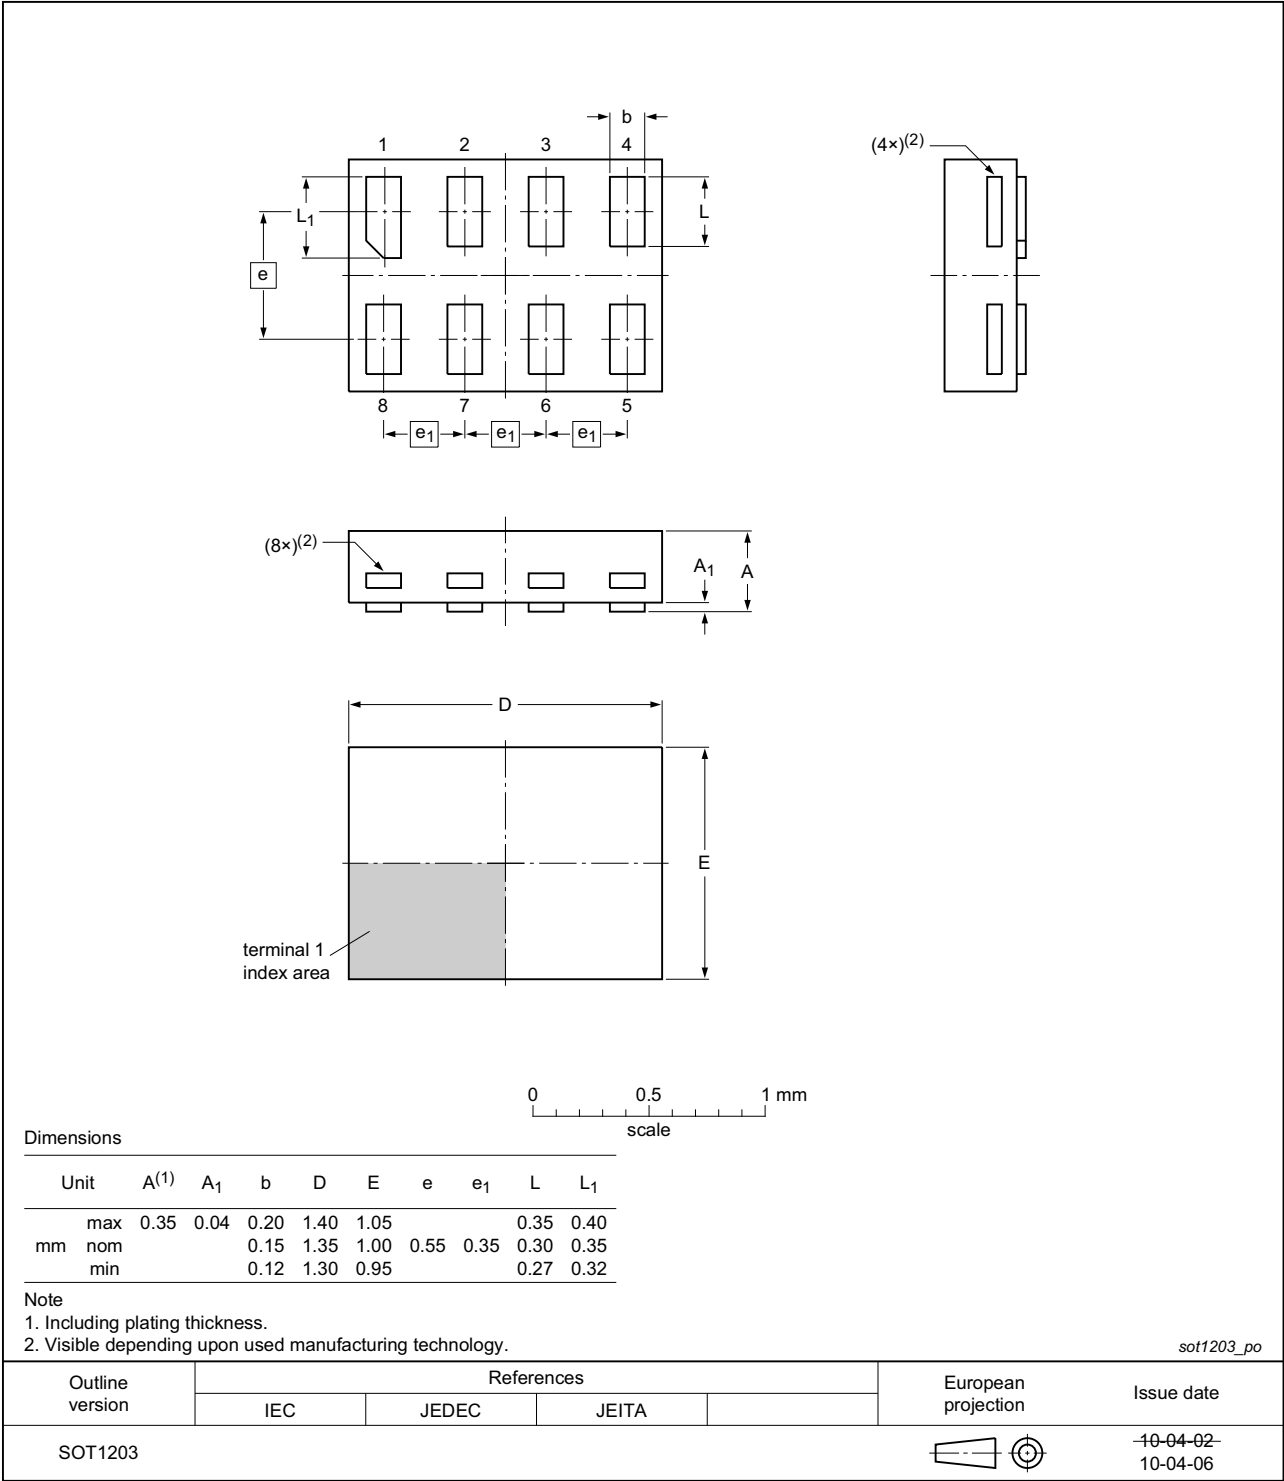 b
1 2 3 4
(4×)(2)
L1
L
e
8 7 6 5
e1 e1 e1
(8×)(2)
A1 A
D
E
terminal 1
index area
0 0.5 1 mm
scale
Dimensions
Unit A(1) A1 b D E e e1 L L1
max 0.35 0.04 0.20 1.40 1.05 0.35 0.40
mm nom 0.15 1.35 1.00 0.55 0.35 0.30 0.35
min 0.12 1.30 0.95 0.27 0.32
Note
1. Including plating thickness.
2. Visible depending upon used manufacturing technology.
sot1203_po
Outline
version
References
IEC JEDEC JEITA
European
projection
Issue date
SOT1203
10-04-02
10-04-06